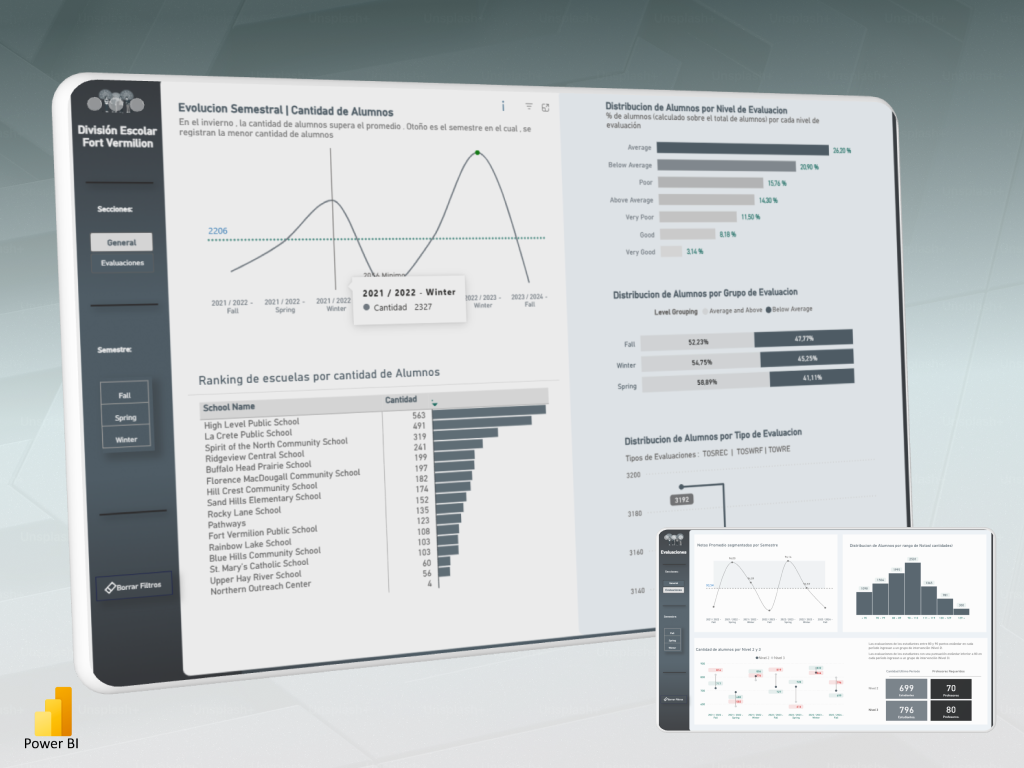 División Escolar
Fort Vermilion
Secciones:
General
Evaluaciones
Semestre:
Fall
Spring
Winter
Borrar Filtros
Evolucion Semestral | Cantidad de Alumnos
En el invierno , la cantidad de alumnos supera el promedio . Otoño es el semestre en el cual , se
registran la menor cantidad de alumnos
2206
2021 / 2022 -
Fall
2021 / 2022 -
Spring
2021 / 2022
Winter
2021 / 2022 - Winter
Cantidad 2327
2022 / 2023 -
Winter
2023 / 2024 -
Fall
Ranking de escuelas por cantidad de Alumnos
School Name Cantidad
High Level Public School 563
La Crete Public School 491
Spirit of the North Community School 319
Ridgeview Central School 241
Buffalo Head Prairie School 199
Florence MacDougall Community School 197
Hill Crest Community School 182
Sand Hills Elementary School 174
Rocky Lane School 152
Pathways 135
Fort Vermilion Public School 123
Rainbow Lake School 108
Blue Hills Community School 103
St. Mary's Catholic School 103
Upper Hay River School 60
Northern Outreach Center 56
4
Distribucion de Alumnos por Nivel de Evaluacion
% de alumnos (calculado sobre el total de alumnos) por cada nivel de
evaluación
Average 26,20 %
Below Average 20,90 %
Poor 15,76 %
Above Average 14,30 %
Very Poor 11,50 %
Good 8,18 %
Very Good 3,14 %
Distribucion de Alumnos por Grupo de Evaluacion
Level Grouping Average and Above Below Average
Fall 52,23% 47,77%
Winter 54,75% 45,25%
Spring 58,89% 41,11%
Distribucion de Alumnos por Tipo de Evaluacion
Tipos de Evaluaciones : TOSREC | TOSWRF | TOWRE
3200
3192
3180
3160
3140
Evaluaciones
Notas Promedio segmentadas por Semestre
Distribucion de Alumnos por rango de Notas( cantidades)
Cantidad de alumnos por Nivel 2 y 3
699
70
796
80
Power BI